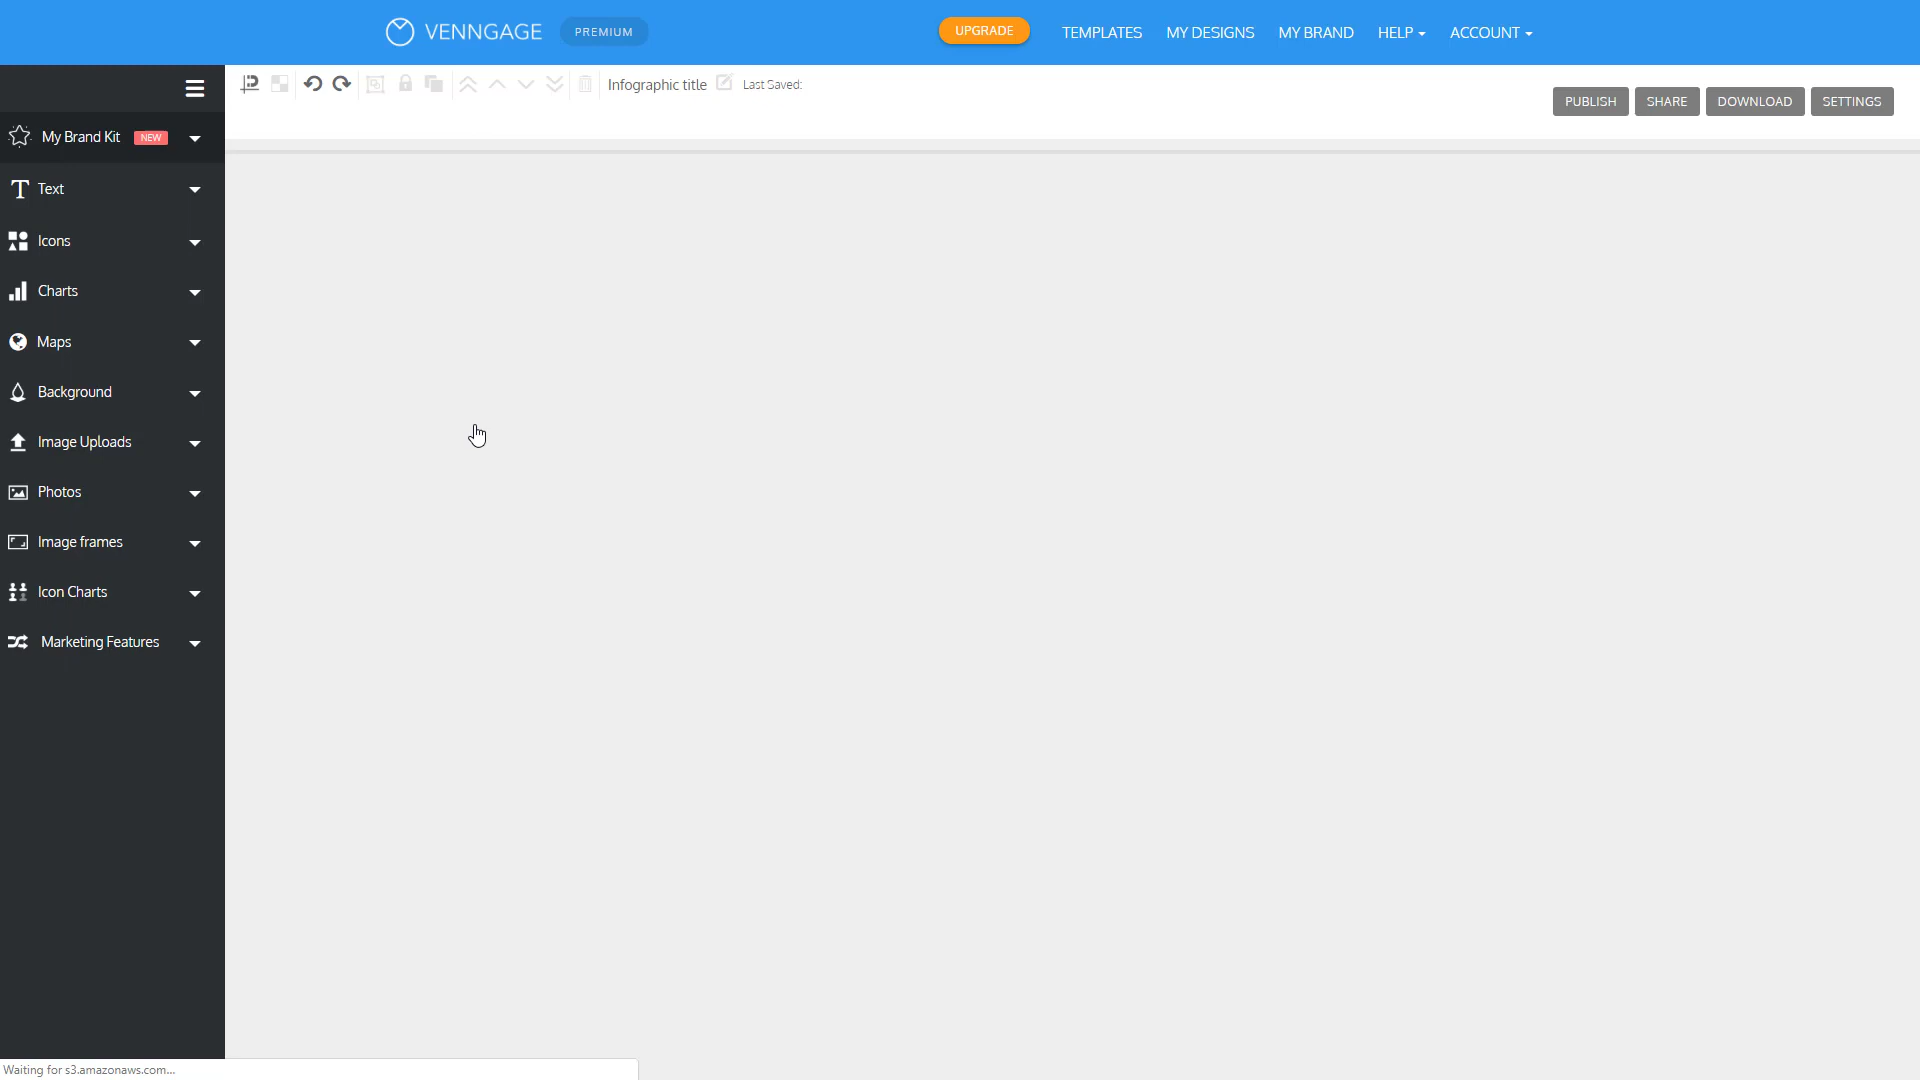 VENNGAGE PREMIUM UPGRADE TEMPLATES MY DESIGNS MY BRAND HELP ACCOUNT
Infographic title Last Saved:
PUBLISH SHARE DOWNLOAD SETTINGS
My Brand Kit NEW
Text
Icons
Charts
Maps
Background
Image Uploads
Photos
Image frames
Icon Charts
Marketing Features
Waiting for s3.amazonaws.com...